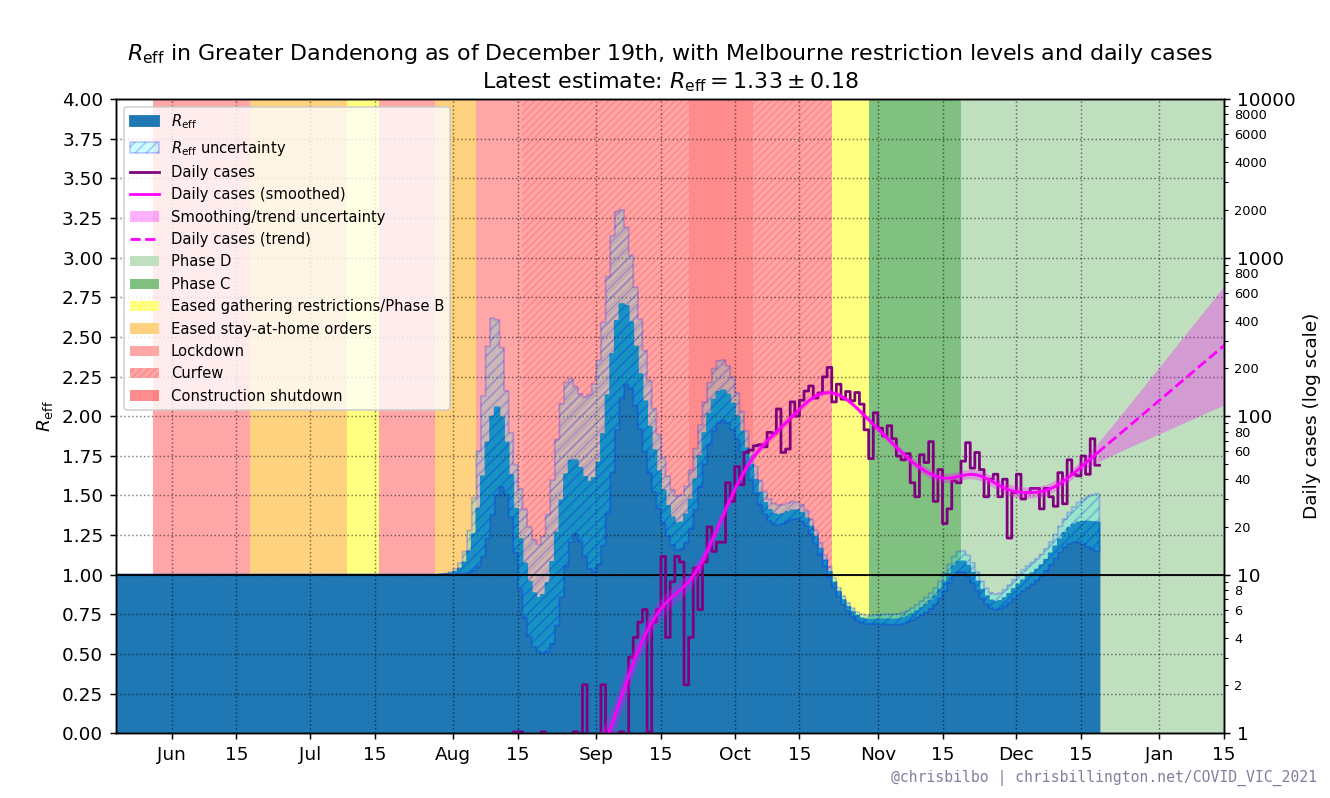 R_eff in Greater Dandenong as of December 19th, with Melbourne restriction levels and daily cases
Latest estimate: R_eff = 1.33 ± 0.18
R_eff
R_eff uncertainty
Daily cases
Daily cases (smoothed)
Smoothing/trend uncertainty
Daily cases (trend)
Phase D
Phase C
Eased gathering restrictions/Phase B
Eased stay-at-home orders
Lockdown
Curfew
Construction shutdown
R_eff
4.00
3.75
3.50
3.25
3.00
2.75
2.50
2.25
2.00
1.75
1.50
1.25
1.00
0.75
0.50
0.25
0.00
10000
8000
6000
4000
2000
1000
800
600
400
200
100
80
60
40
20
10
8
6
4
2
1
Daily cases (log scale)
Jun 15 Jul 15 Aug 15 Sep 15 Oct 15 Nov 15 Dec 15 Jan 15
@chrisbilbo | chrisbillington.net/COVID_VIC_2021